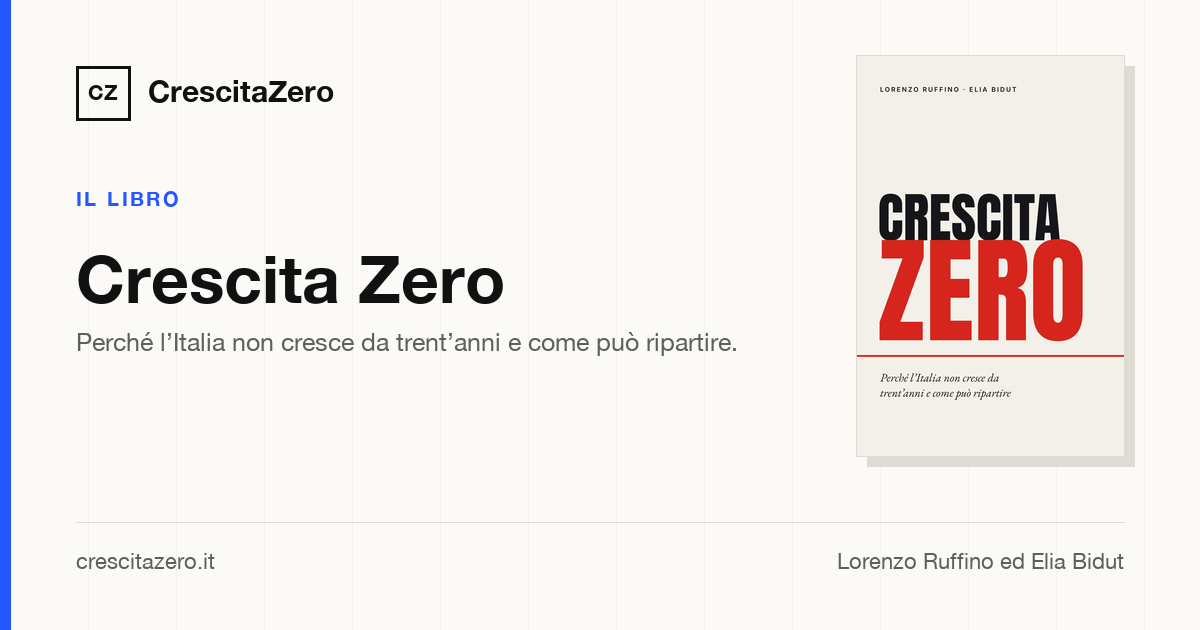 CZ
CrescitaZero
IL LIBRO
Crescita Zero
Perché l’Italia non cresce da trent’anni e come può ripartire.
LORENZO RUFFINO · ELIA BIDUT
CRESCITA
ZERO
Perché l’Italia non cresce da
trent’anni e come può ripartire
crescitazero.it
Lorenzo Ruffino ed Elia Bidut